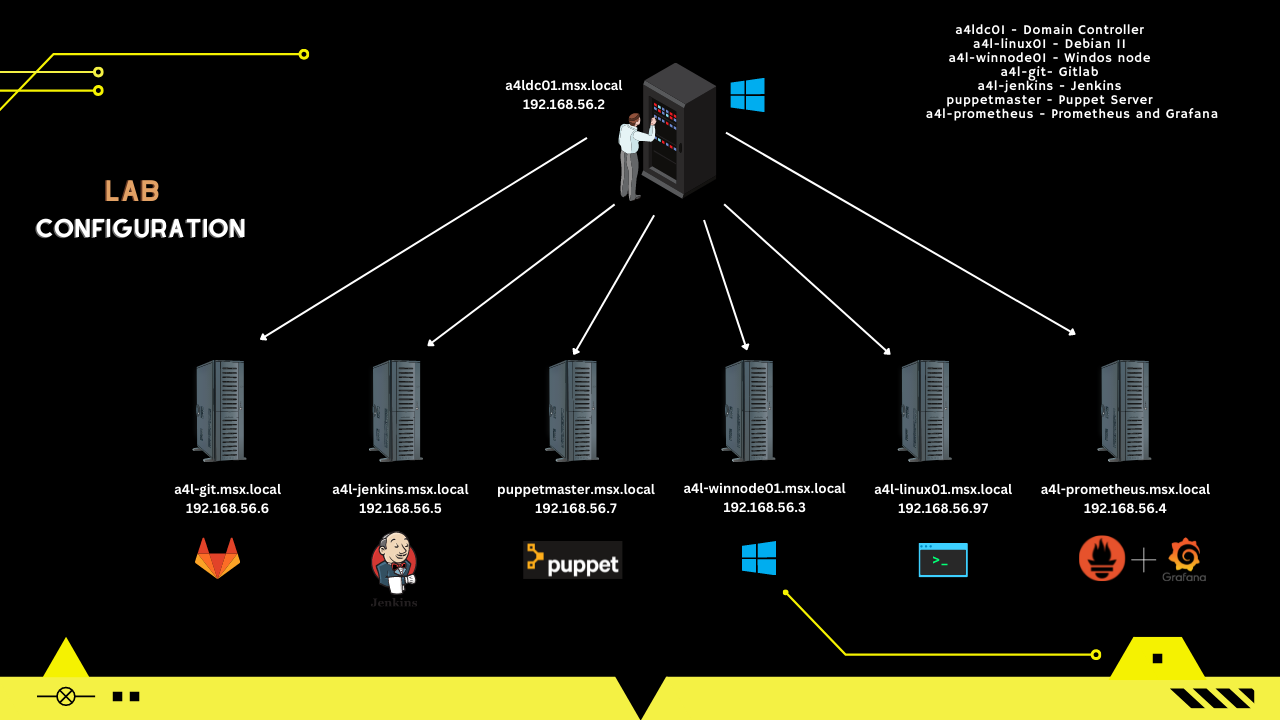 a4ldc01 - Domain Controller
a4l-linux01 - Debian 11
a4l-winnode01 - Windos node
a4l-git- Gitlab
a4l-jenkins - Jenkins
puppetmaster - Puppet Server
a4l-prometheus - Prometheus and Grafana
a4ldc01.msx.local
192.168.56.2
LAB
CONFIGURATION
a4l-git.msx.local
192.168.56.6
a4l-jenkins.msx.local
192.168.56.5
puppetmaster.msx.local
192.168.56.7
a4l-winnode01.msx.local
192.168.56.3
a4l-linux01.msx.local
192.168.56.97
a4l-prometheus.msx.local
192.168.56.4
Jenkins
puppet
>_
Grafana